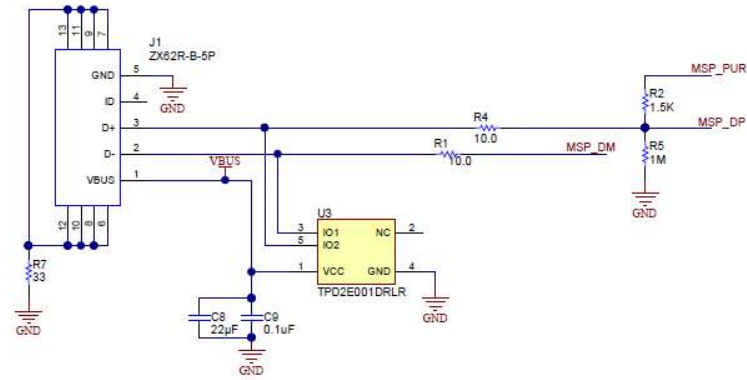 13
11
9
7
J1
ZX62R-B-5P
GND 5
GND
ID 4
D+ 3
D- 2
VBUS 1
12
10
8
6
R7
33
GND
VBUS
R4
10.0
R1
10.0
MSP_DM
MSP_PUR
R2
1.5K
MSP_DP
R5
1M
GND
U3
3 IO1 NC 2
5 IO2
1 VCC GND 4
TPD2E001DRLR
GND
C8
22µF
C9
0.1uF
GND